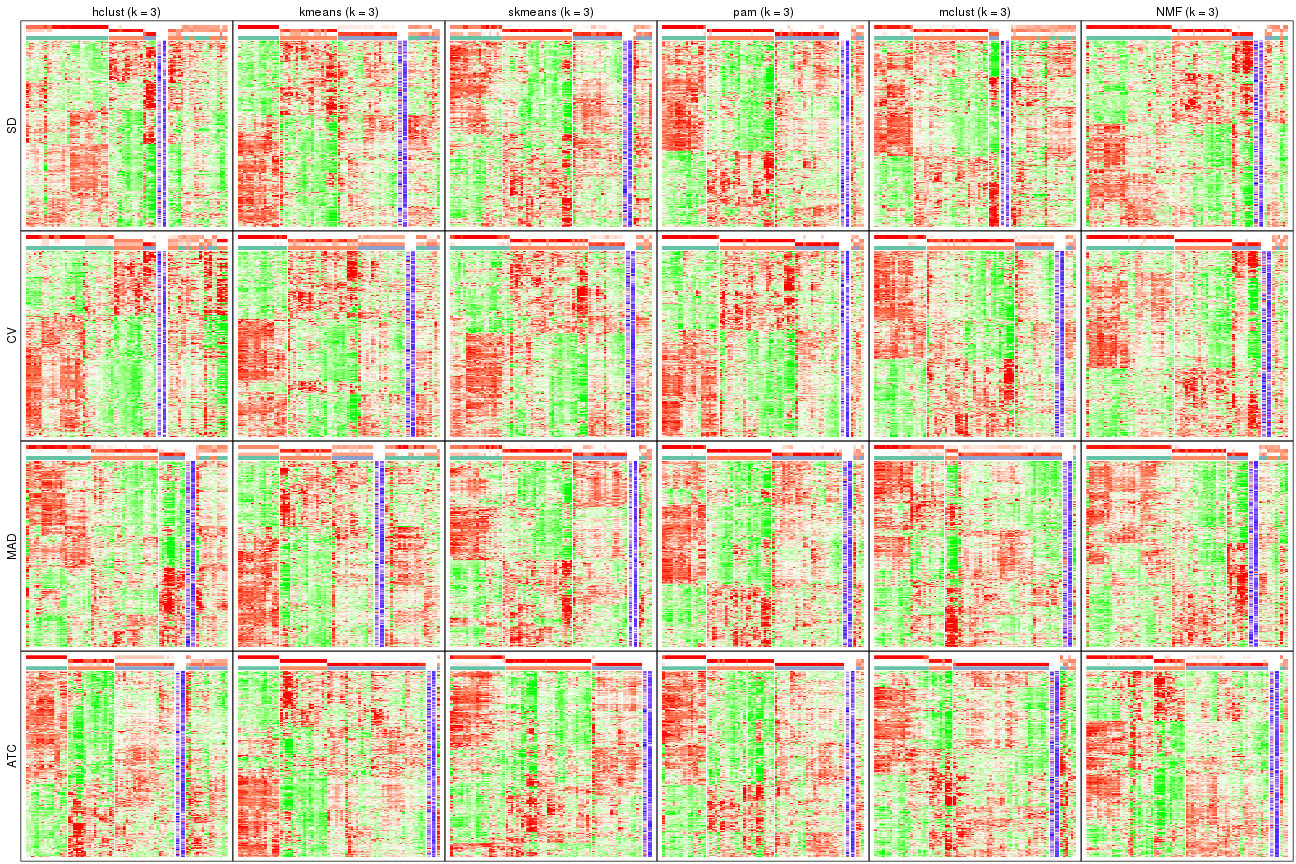 hclust (k = 3) kmeans (k = 3) skmeans (k = 3) pam (k = 3) mclust (k = 3) NMF (k = 3)
SD
CV
MAD
ATC